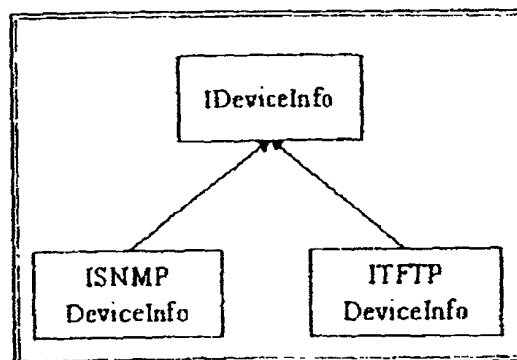 IDeviceInfo
ISNMP
DeviceInfo
ITFTP
DeviceInfo